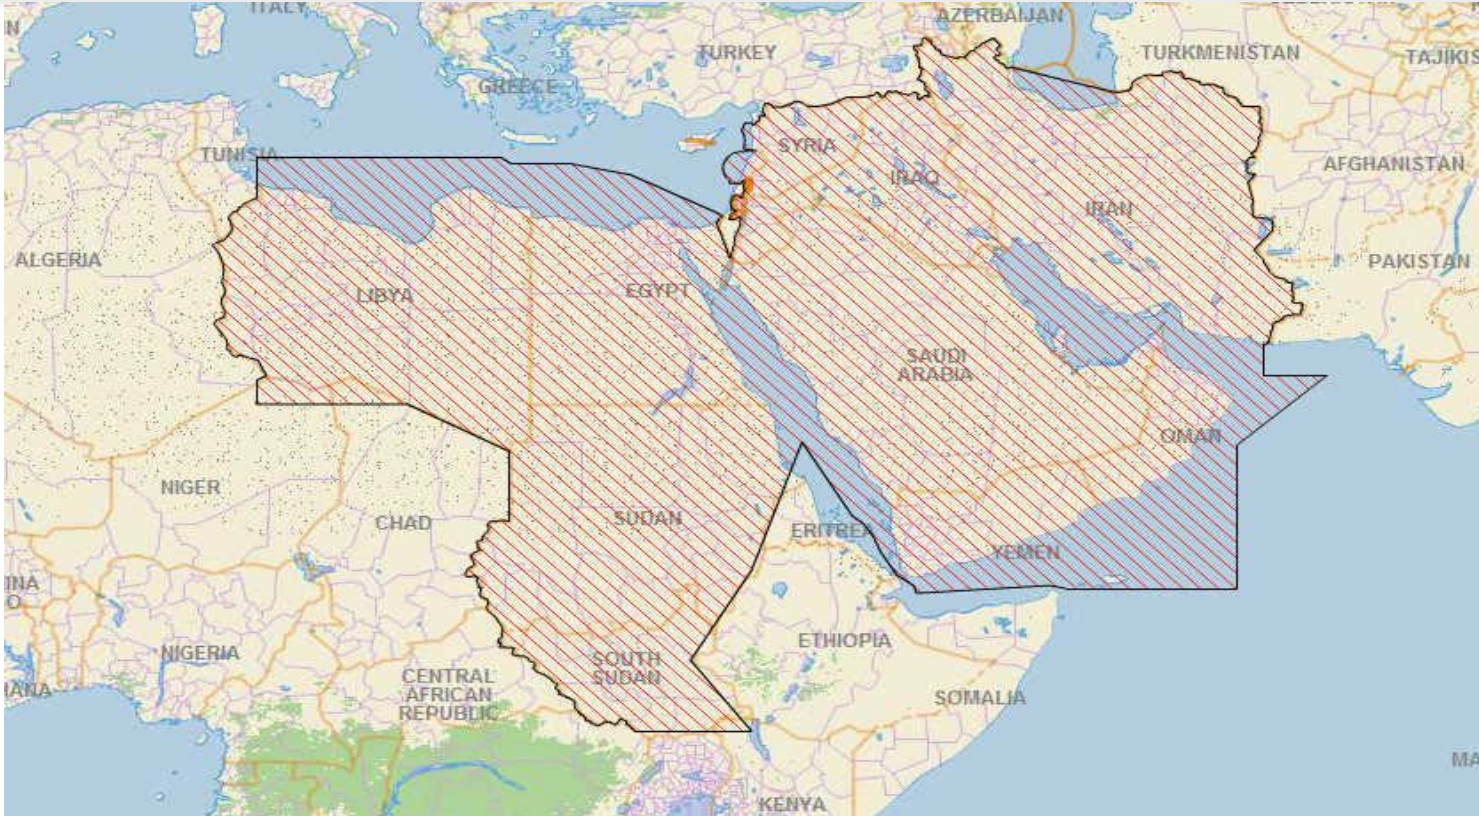 ITALY
AZERBAIJAN
TURKEY
TURKMENISTAN
TAJIKIS
GREECE
TUNISIA
SYRIA
AFGHANISTAN
IRAQ
IRAN
ALGERIA
PAKISTAN
LIBYA
EGYPT
SAUDI
ARABIA
OMAN
NIGER
CHAD
SUDAN
ERITREA
YEMEN
INA
O
NIGERIA
ETHIOPIA
SOUTH
SUDAN
CENTRAL
AFRICAN
REPUBLIC
ANA
SOMALIA
MA
KENYA